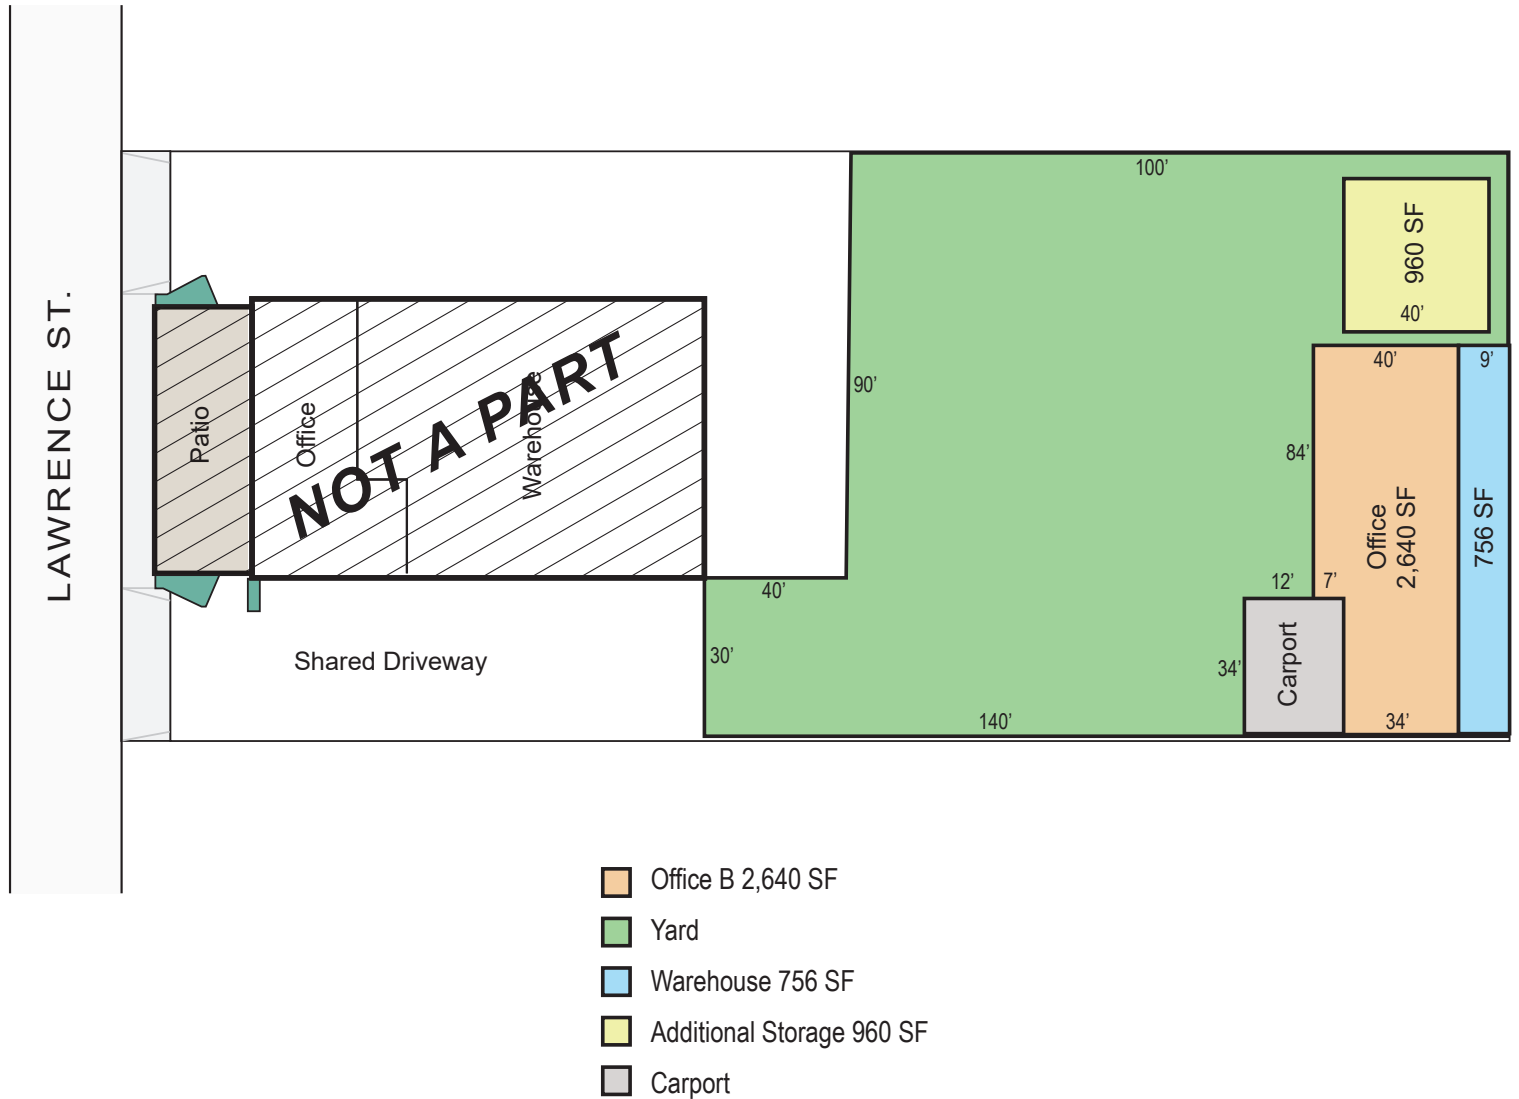 LAWRENCE ST.
Patio
Office
Warehouse
NOT A PART
Shared Driveway
100’
90’
40’
30’
140’
960 SF
40’
40’
9’
84’
Office
2,640 SF
756 SF
12’
7’
34’
Carport
34’
Office B 2,640 SF
Yard
Warehouse 756 SF
Additional Storage 960 SF
Carport